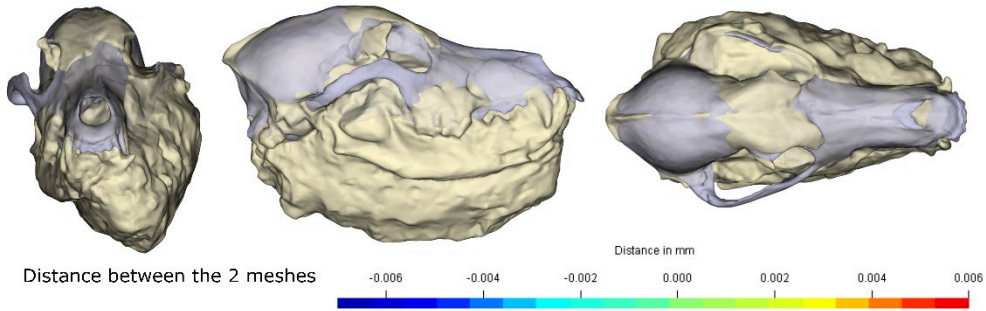 Distance in mm
Distance between the 2 meshes
-0.006 -0.004 -0.002 0.000 0.002 0.004 0.006